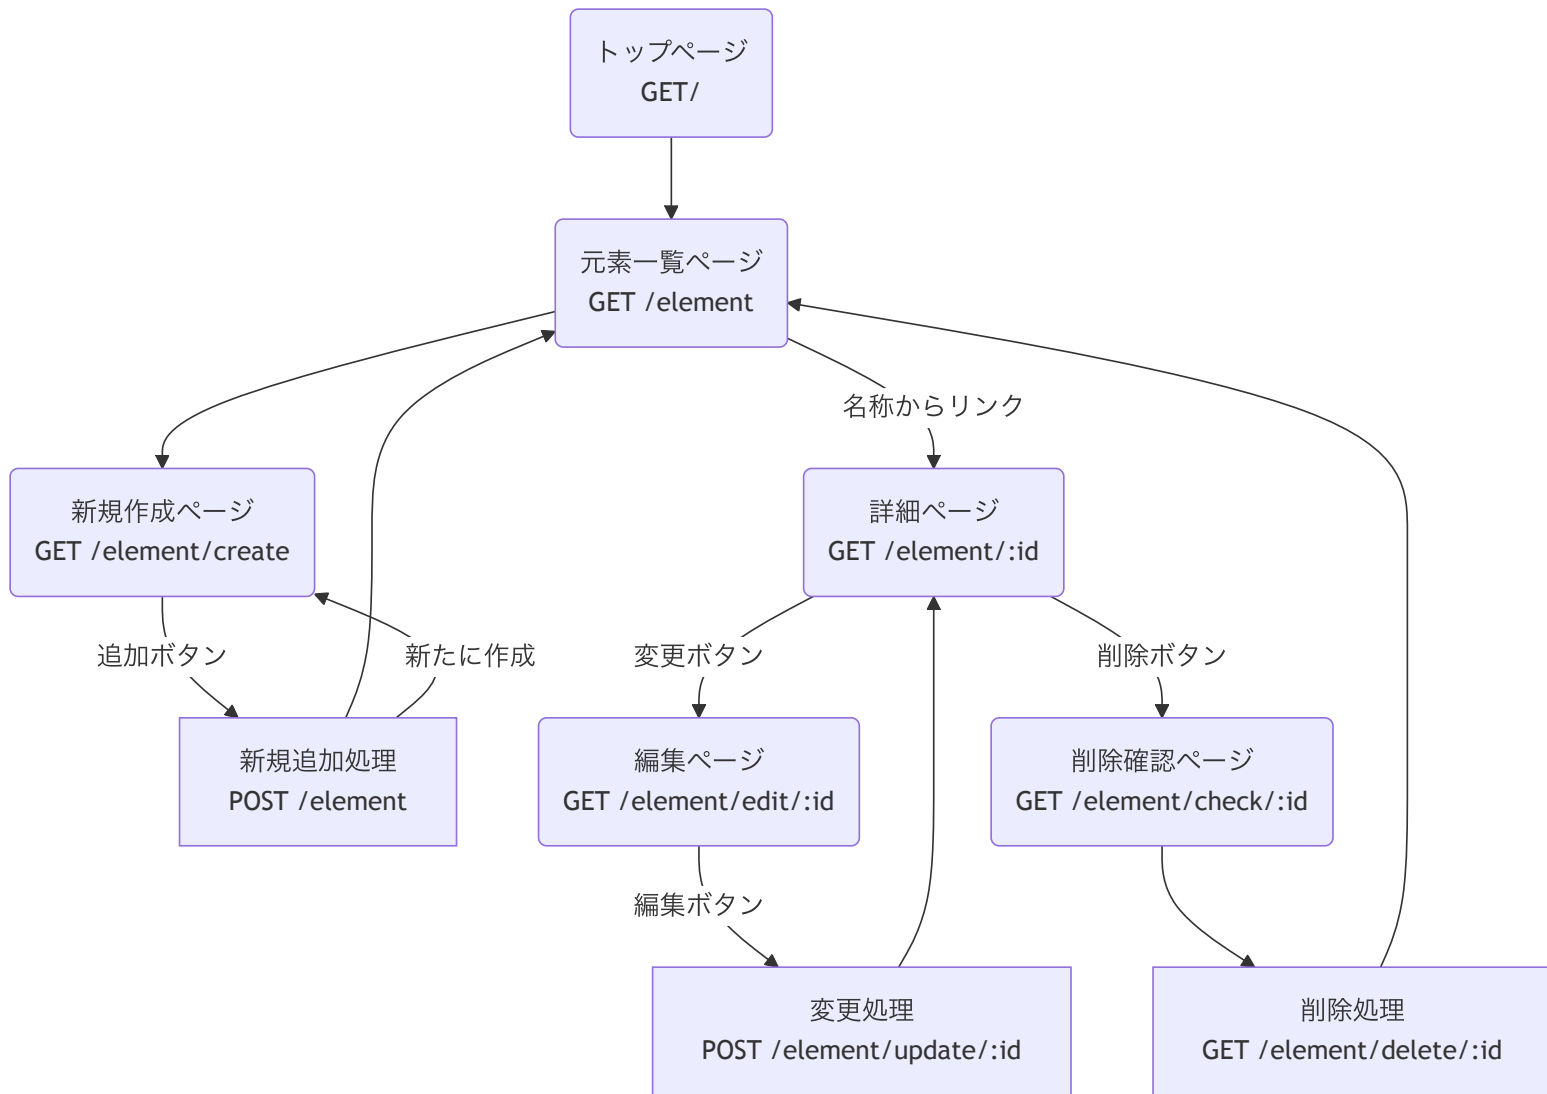 トップページ
GET/
元素一覧ページ
GET /element
名称からリンク
新規作成ページ
GET /element/create
詳細ページ
GET /element/:id
追加ボタン
新たに作成
変更ボタン
削除ボタン
新規追加処理
POST /element
編集ページ
GET /element/edit/:id
削除確認ページ
GET /element/check/:id
編集ボタン
変更処理
POST /element/update/:id
削除処理
GET /element/delete/:id